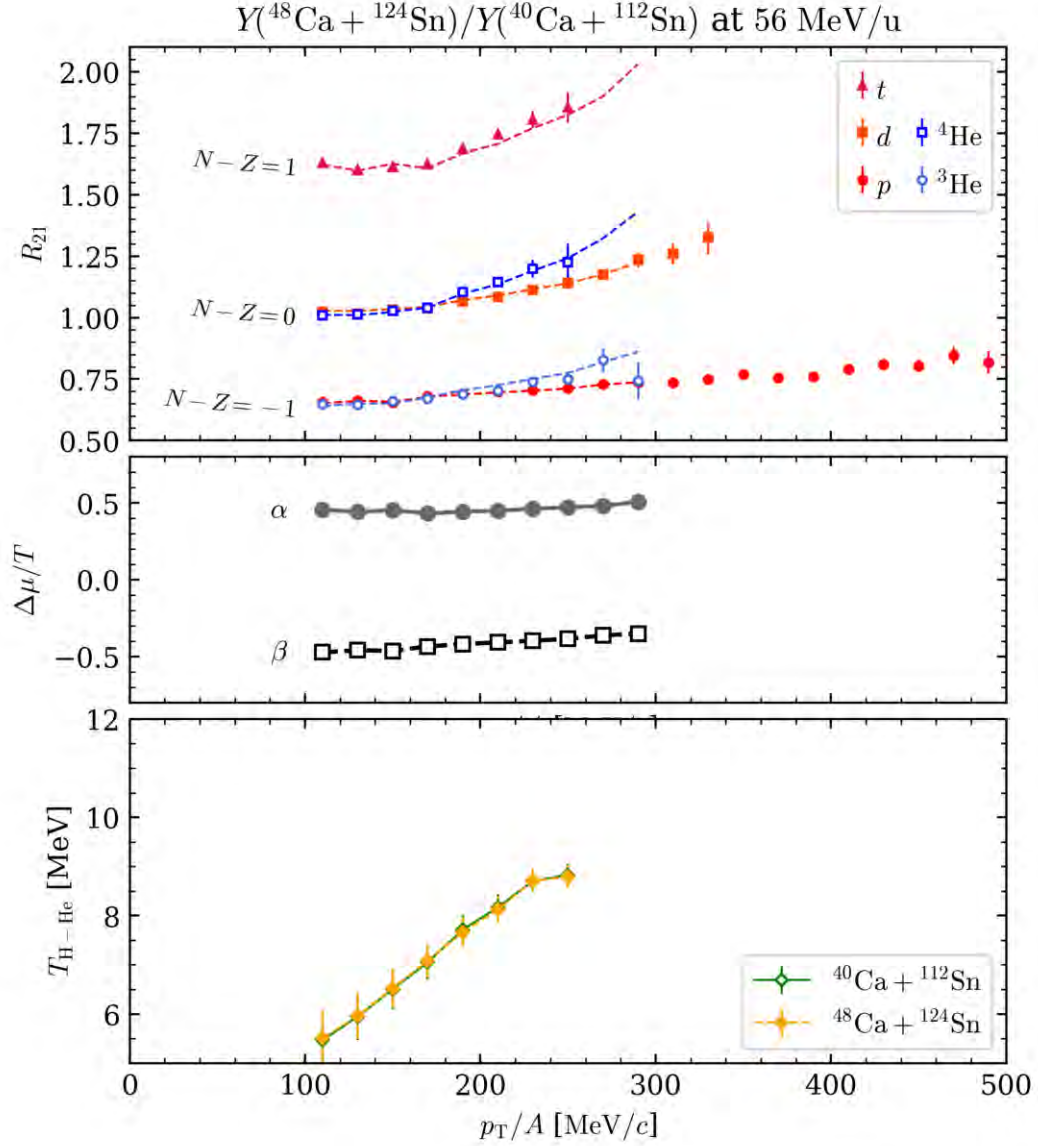 Y(⁴⁸Ca + ¹²⁴Sn)/Y(⁴⁰Ca + ¹¹²Sn) at 56 MeV/u
2.00
1.75
1.50
1.25
1.00
0.75
0.50
R₂₁
N − Z = 1
N − Z = 0
N − Z = −1
t
d ⁴He
p ³He
0.5
0.0
−0.5
Δμ/T
α
β
12
10
8
6
T_H − He [MeV]
⁴⁰Ca + ¹¹²Sn
⁴⁸Ca + ¹²⁴Sn
0 100 200 300 400 500
p_T/A [MeV/c]